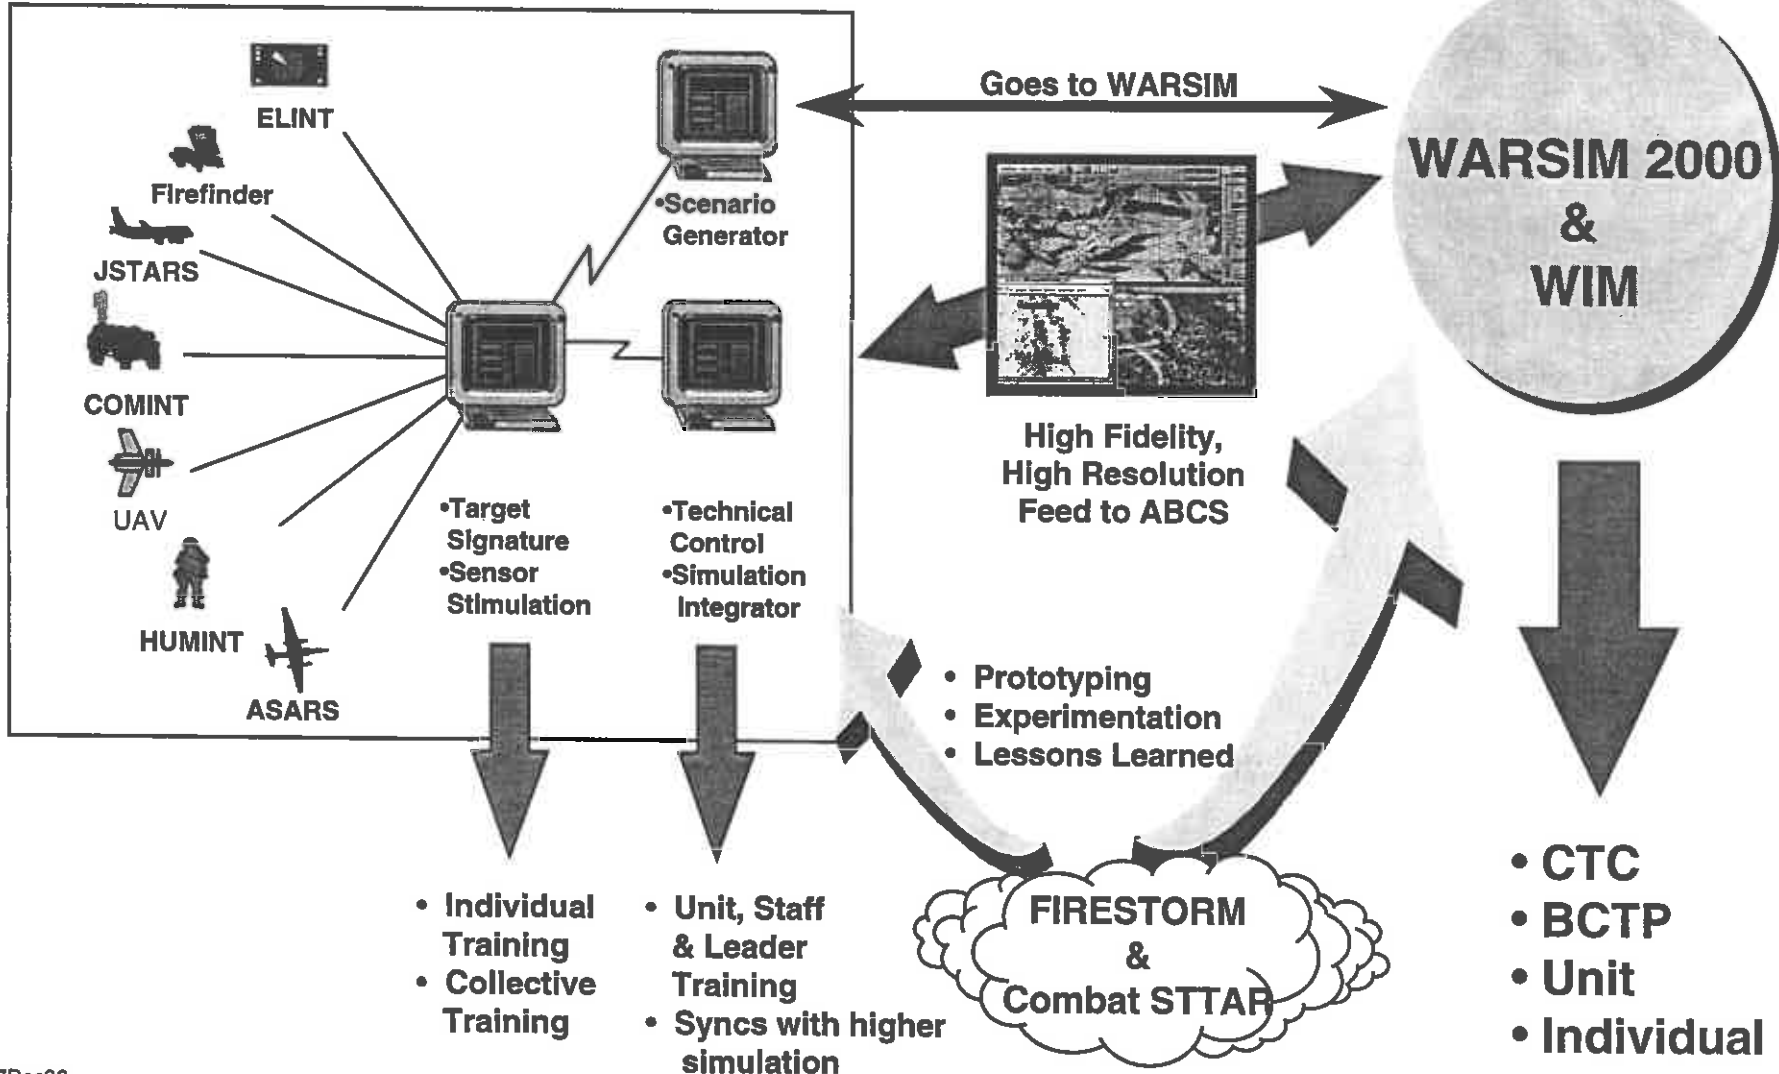 ELINT
Firefinder
JSTARS
COMINT
UAV
HUMINT
ASARS
•Scenario
Generator
•Target
Signature
•Sensor
Stimulation
•Technical
Control
•Simulation
Integrator
Goes to WARSIM
High Fidelity,
High Resolution
Feed to ABCS
WARSIM 2000
&
WIM
• Prototyping
• Experimentation
• Lessons Learned
• Individual
Training
• Collective
Training
• Unit, Staff
& Leader
Training
• Syncs with higher
simulation
FIRESTORM
&
Combat STTAR
• CTC
• BCTP
• Unit
• Individual